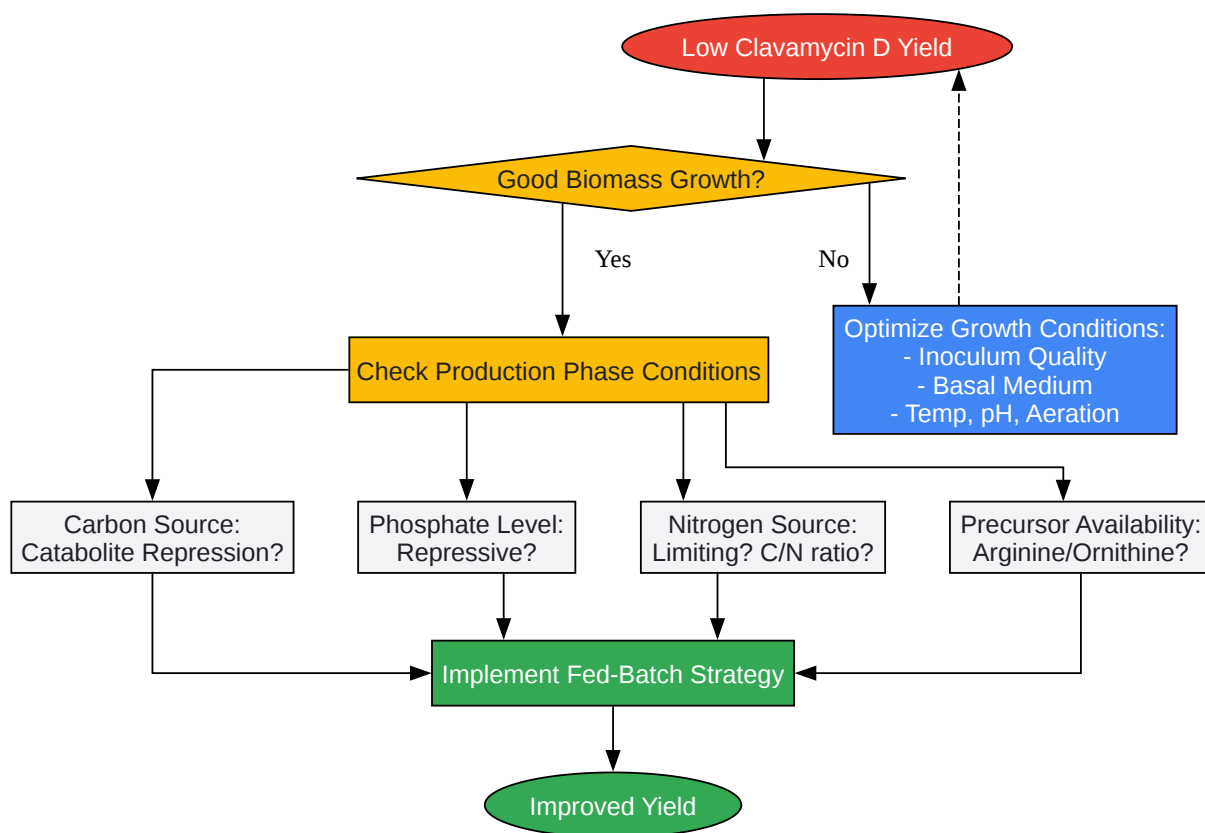 Low Clavamycin D Yield
Good Biomass Growth?
Yes
No
Optimize Growth Conditions:
- Inoculum Quality
- Basal Medium
- Temp, pH, Aeration
Check Production Phase Conditions
Carbon Source:
Catabolite Repression?
Phosphate Level:
Repressive?
Nitrogen Source:
Limiting? C/N ratio?
Precursor Availability:
Arginine/Ornithine?
Implement Fed-Batch Strategy
Improved Yield